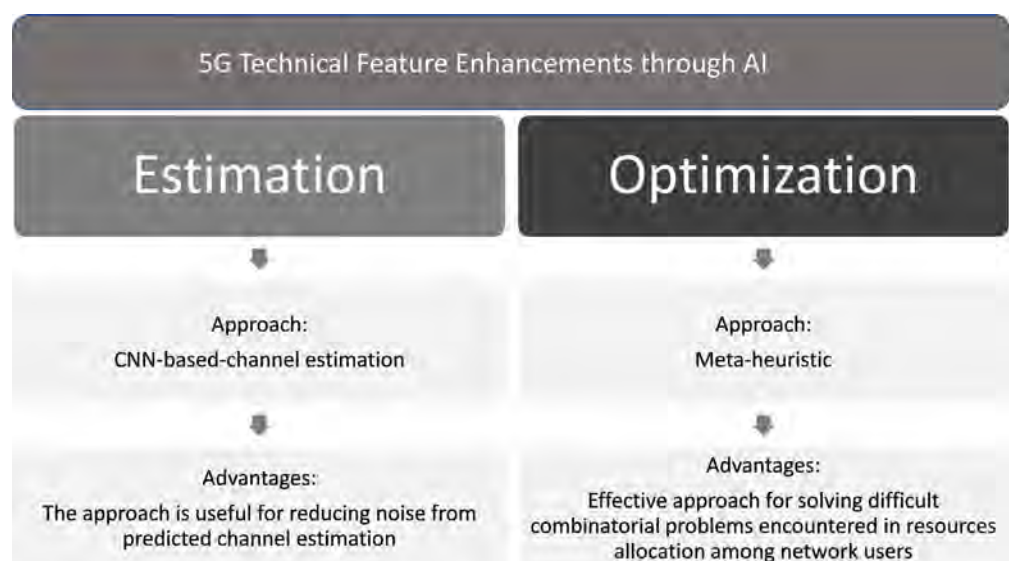 5G Technical Feature Enhancements through AI
Estimation
Optimization
Approach:
CNN-based-channel estimation
Approach:
Meta-heuristic
Advantages:
The approach is useful for reducing noise from
predicted channel estimation
Advantages:
Effective approach for solving difficult
combinatorial problems encountered in resources
allocation among network users